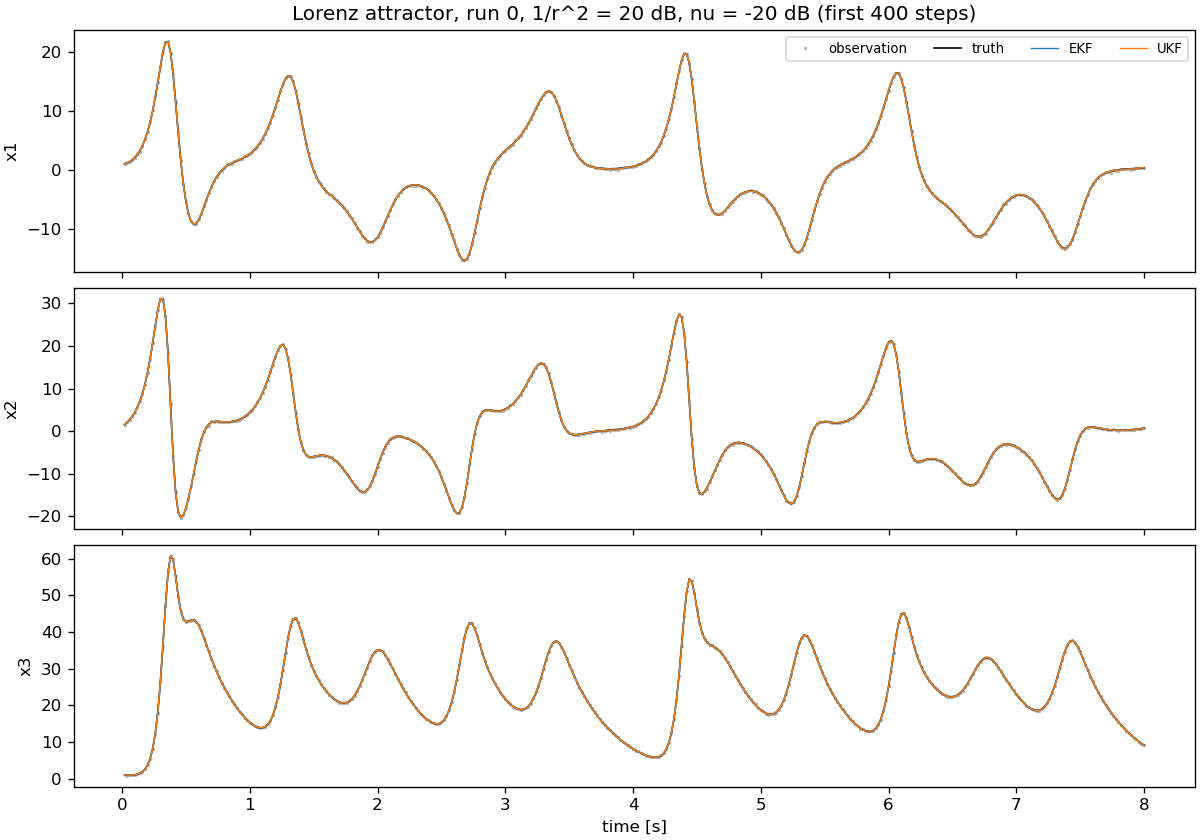 Lorenz attractor, run 0, 1/r^2 = 20 dB, nu = -20 dB (first 400 steps)
observation truth EKF UKF
20
10
0
−10
x1
30
20
10
0
−10
−20
x2
60
50
40
30
20
10
0
x3
0 1 2 3 4 5 6 7 8
time [s]